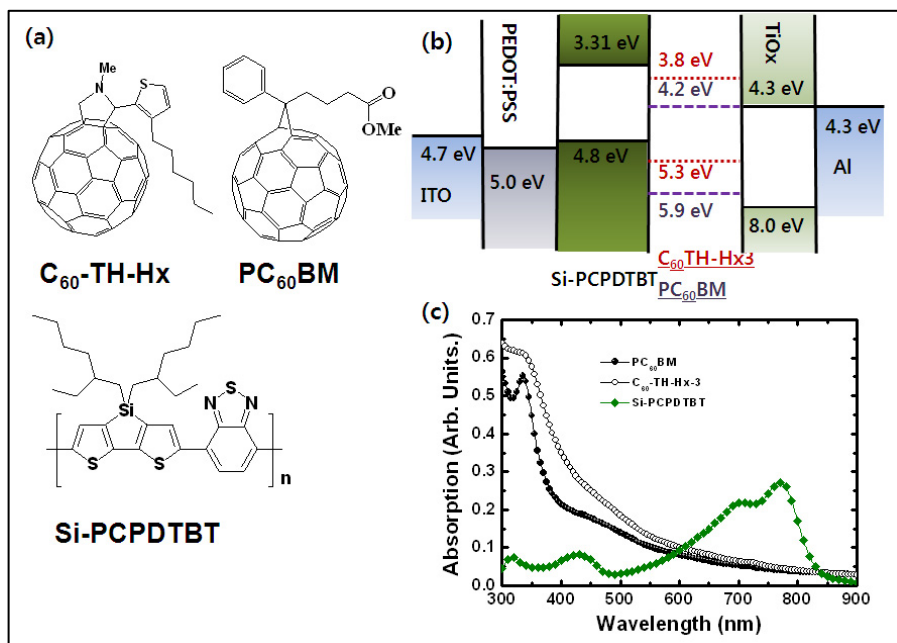 (a)
Me
N
S
O
OMe
C60-TH-Hx
PC60BM
Si
N
S
N
S
S
n
Si-PCPDTBT
(b)
PEDOT:PSS
TiOx
3.31 eV
3.8 eV
4.2 eV
4.3 eV
4.7 eV
4.8 eV
4.3 eV
5.0 eV
5.3 eV
ITO
Al
5.9 eV
8.0 eV
Si-PCPDTBT
C60TH-Hx3
PC60BM
(c)
0.7
0.6
0.5
0.4
0.3
0.2
0.1
0.0
Absorption (Arb. Units.)
PC60BM
C60-TH-Hx-3
Si-PCPDTBT
300 400 500 600 700 800 900
Wavelength (nm)